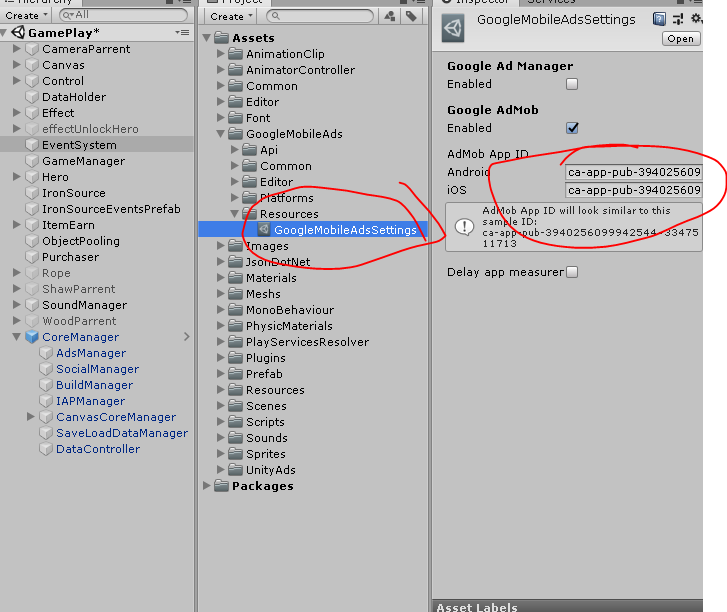 Hierarchy
Create
All
GamePlay*
CameraParrent
Canvas
Control
DataHolder
Effect
effectUnlockHero
EventSystem
GameManager
Hero
IronSource
IronSourceEventsPrefab
ItemEarn
ObjectPooling
Purchaser
Rope
ShawParrent
SoundManager
WoodParrent
CoreManager
AdsManager
SocialManager
BuildManager
IAPManager
CanvasCoreManager
SaveLoadDataManager
DataController
Project
Create
Assets
AnimationClip
AnimatorController
Common
Editor
Font
GoogleMobileAds
Api
Common
Editor
Platforms
Resources
GoogleMobileAdsSettings
Images
JsonDotNet
Materials
Meshs
MonoBehaviour
PhysicMaterials
PlayServicesResolver
Plugins
Prefab
Resources
Scenes
Scripts
Sounds
Sprites
UnityAds
Packages
Inspector
Services
GoogleMobileAdsSettings
Open
Google Ad Manager
Enabled
Google AdMob
Enabled
AdMob App ID
Android ca-app-pub-394025609
iOS ca-app-pub-394025609
AdMob App ID will look similar to this
sample ID:
ca-app-pub-3940256099942544~33475
11713
Delay app measurer
Asset Labels